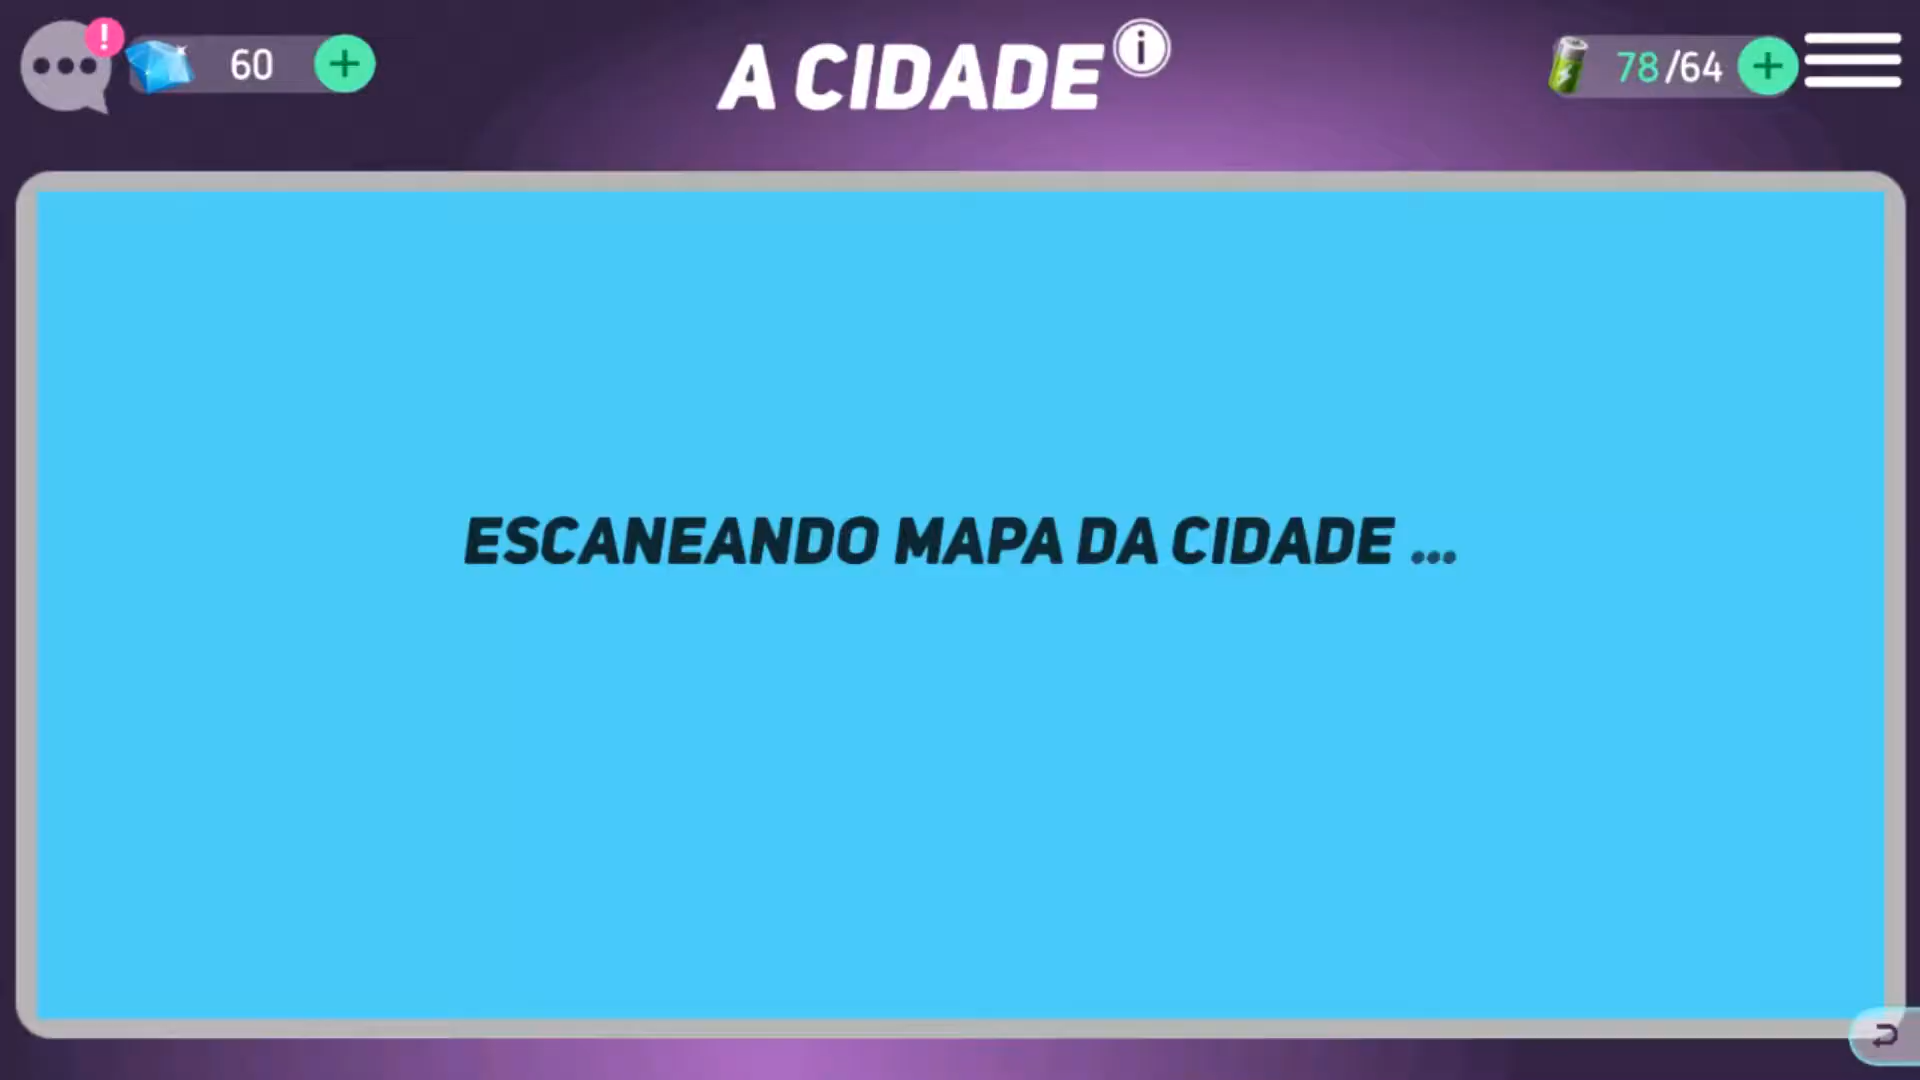 !
60
+
A CIDADE
i
78/64
+
ESCANEANDO MAPA DA CIDADE ...